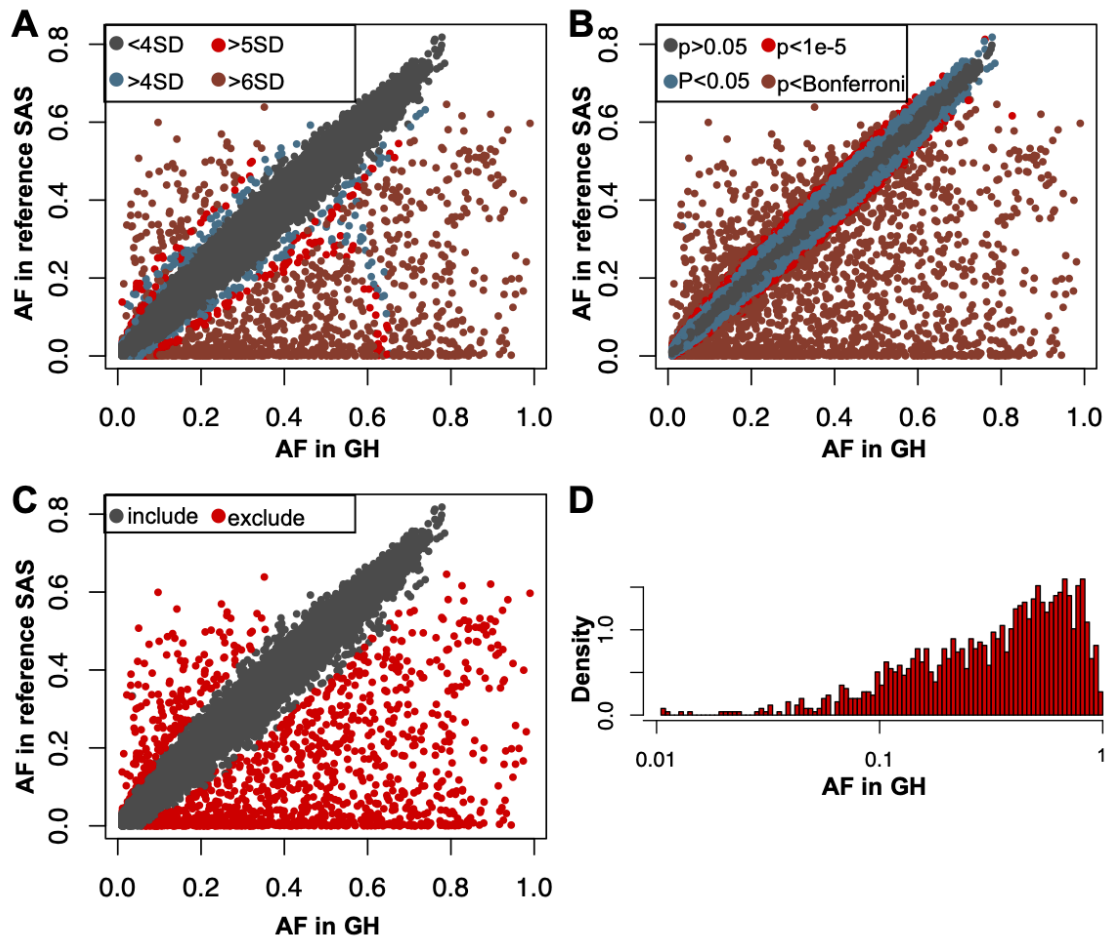 A
<4SD >5SD
>4SD >6SD
AF in reference SAS
0.8
0.6
0.4
0.2
0.0
0.0 0.2 0.4 0.6 0.8 1.0
AF in GH
B
p>0.05 p<1e-5
P<0.05 p<Bonferroni
AF in reference SAS
0.8
0.6
0.4
0.2
0.0
0.0 0.2 0.4 0.6 0.8 1.0
AF in GH
C
include exclude
AF in reference SAS
0.8
0.6
0.4
0.2
0.0
0.0 0.2 0.4 0.6 0.8 1.0
AF in GH
D
Density
1.0
0.0
0.01 0.1 1
AF in GH